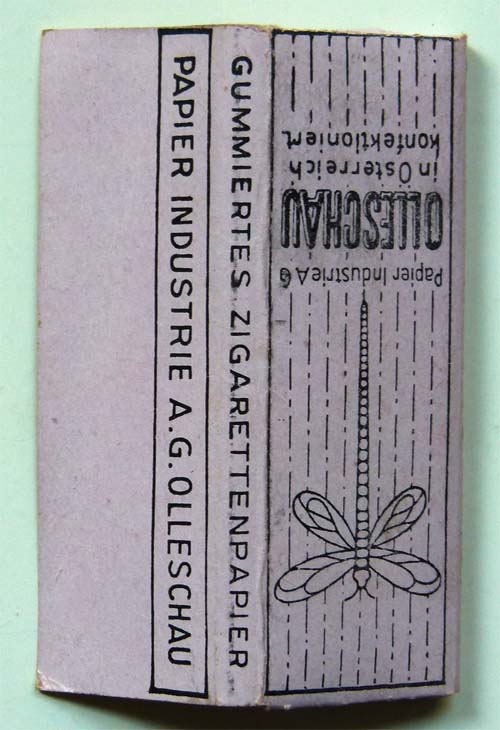 PAPIER INDUSTRIE A.G. OLLESCHAU
GUMMIERTES ZIGARETTENPAPIER
Papier Industrie A G
OLLESCHAU
in Österreich
konfektioniert